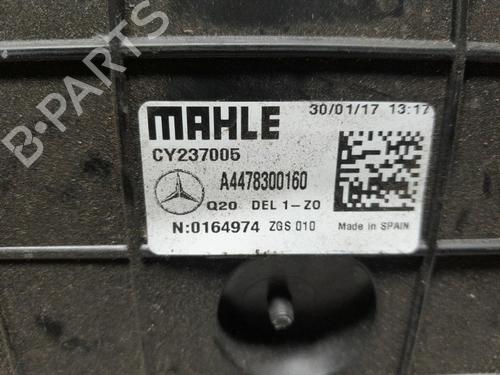 B-PARTS
MAHLE
30/01/17 13:17
CY237005
A4478300160
Q20 DEL 1-Z0
N:0164974 ZGS 010
Made in SPAIN